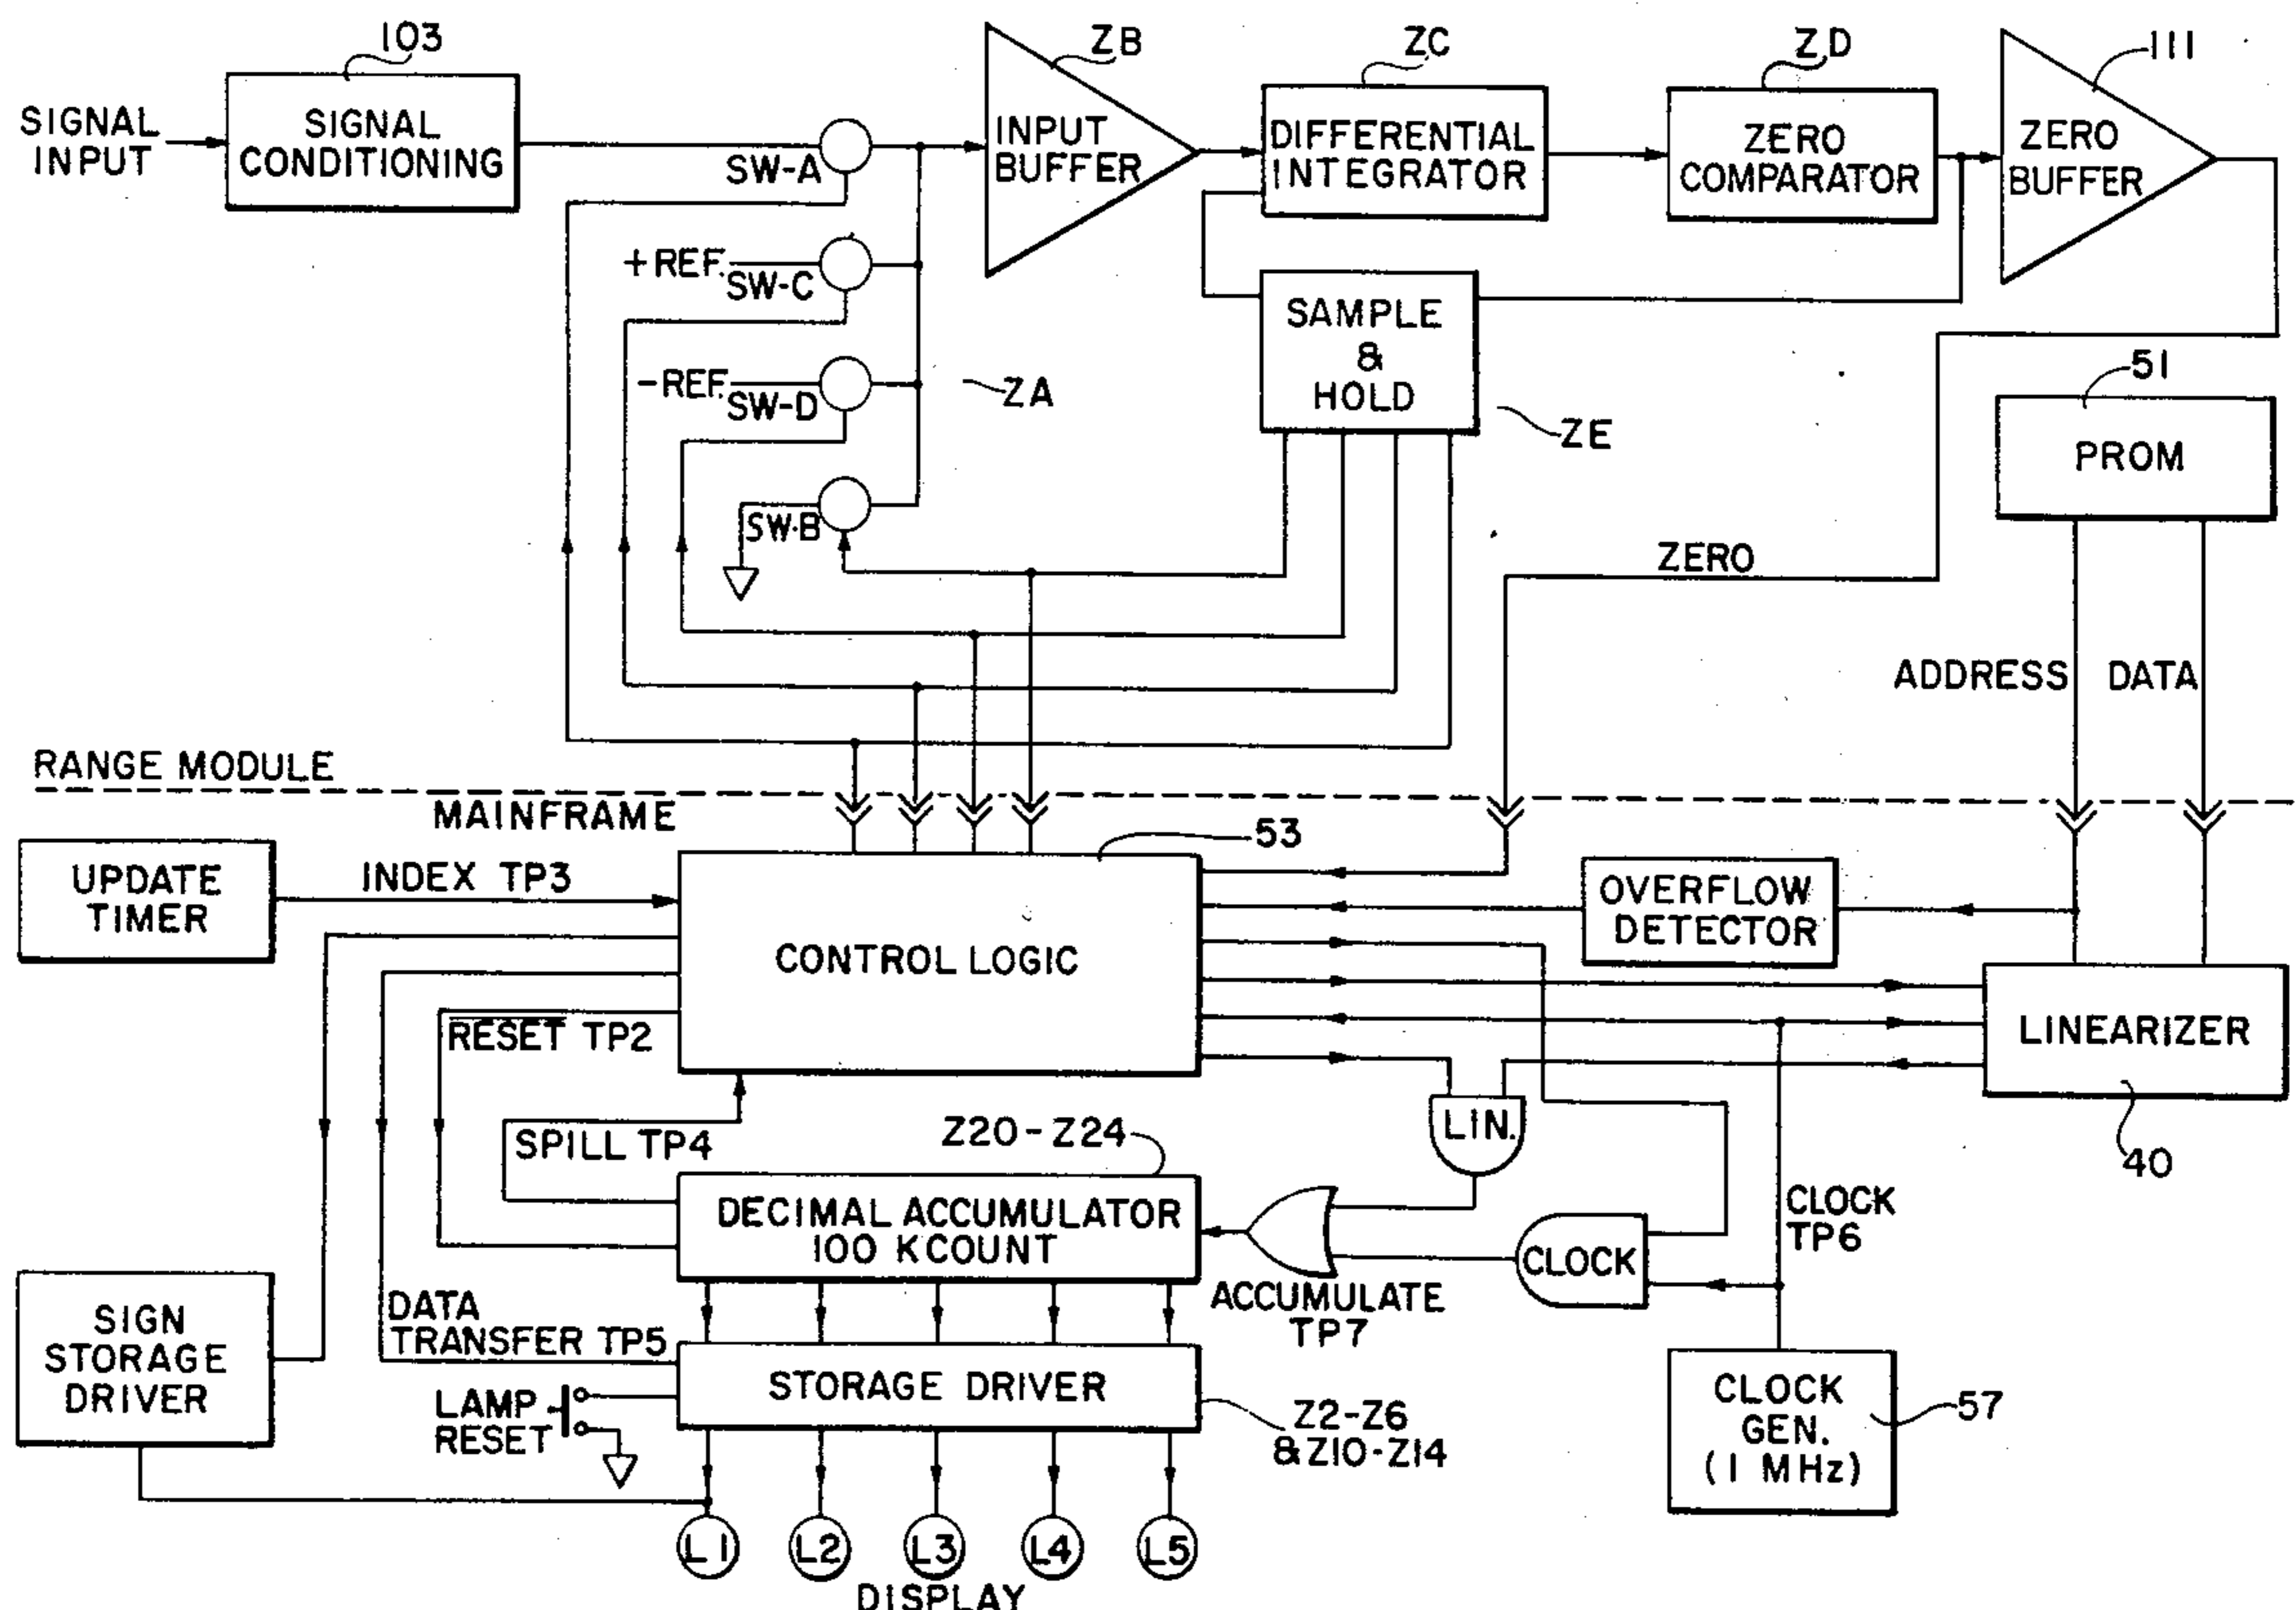 103
ZB
ZC
ZD
111
SIGNAL
INPUT
SIGNAL
CONDITIONING
SW-A
INPUT
BUFFER
DIFFERENTIAL
INTEGRATOR
ZERO
COMPARATOR
ZERO
BUFFER
+REF.
SW-C
SAMPLE
&
HOLD
-REF.
SW-D
ZA
ZE
51
PROM
SW-B
ZERO
ADDRESS
DATA
RANGE MODULE
MAINFRAME
53
UPDATE
TIMER
INDEX TP3
CONTROL LOGIC
OVERFLOW
DETECTOR
RESET TP2
LINEARIZER
40
SPILL TP4
Z20-Z24
LIN.
DECIMAL ACCUMULATOR
100 K COUNT
CLOCK
CLOCK
TP6
ACCUMULATE
TP7
SIGN
STORAGE
DRIVER
DATA
TRANSFER TP5
STORAGE DRIVER
LAMP
RESET
Z2-Z6
&Z10-Z14
CLOCK
GEN.
(1 MHz)
57
L1 L2 L3 L4 L5
DISPLAY